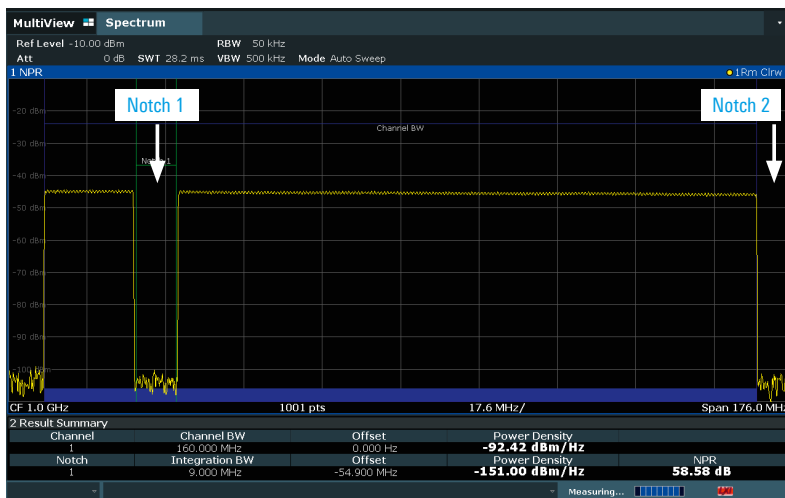 MultiView Spectrum
Ref Level -10.00 dBm RBW 50 kHz
Att 0 dB SWT 28.2 ms VBW 500 kHz Mode Auto Sweep
1 NPR 1Rm Clrw
Notch 1 Notch 2
-20 dBm
Channel BW
-30 dBm
Notch 1
-40 dBm
-50 dBm
-60 dBm
-70 dBm
-80 dBm
-90 dBm
-100 dBm
CF 1.0 GHz 1001 pts 17.6 MHz/ Span 176.0 MHz
2 Result Summary
Channel Channel BW Offset Power Density
1 160.000 MHz 0.000 Hz -92.42 dBm/Hz
Notch Integration BW Offset Power Density NPR
1 9.000 MHz -54.900 MHz -151.00 dBm/Hz 58.58 dB
Measuring...